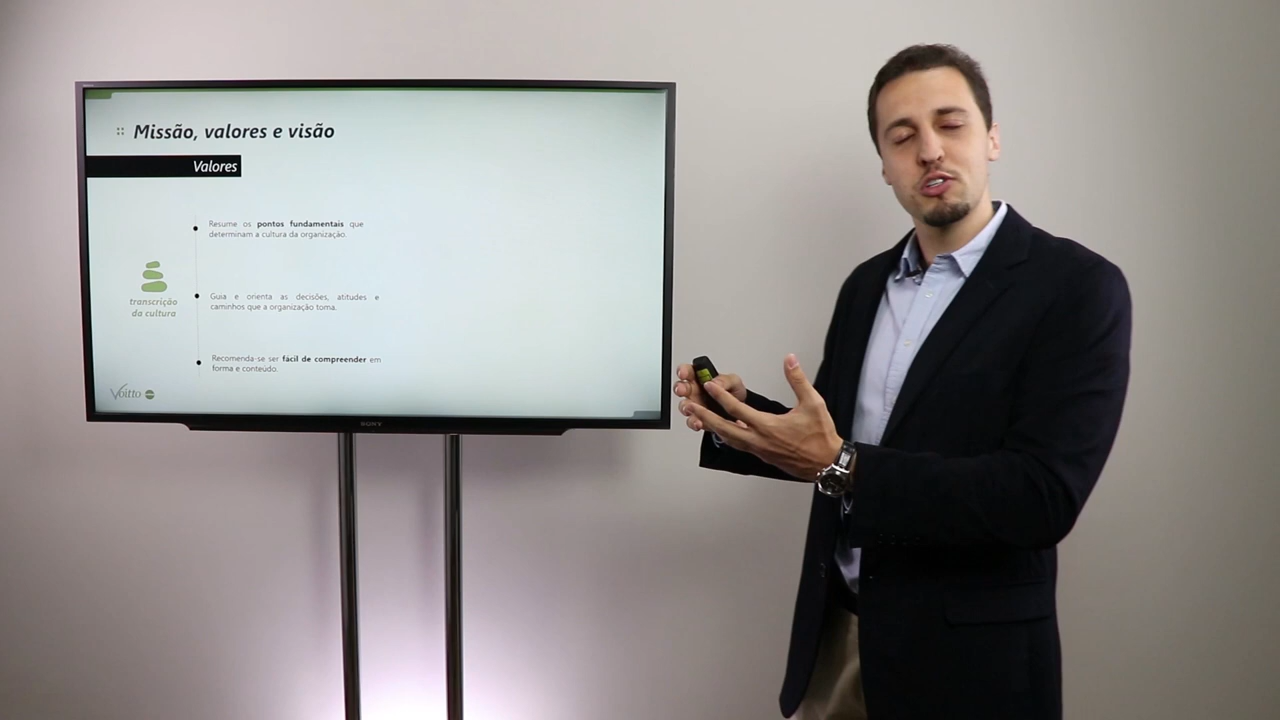 Missão, valores e visão
Valores
Resume os pontos fundamentais que
determinam a cultura da organização.
transcrição
da cultura
Guia e orienta as decisões, atitudes e
caminhos que a organização toma.
Recomenda-se ser fácil de compreender em
forma e conteúdo.
Voitto
SONY